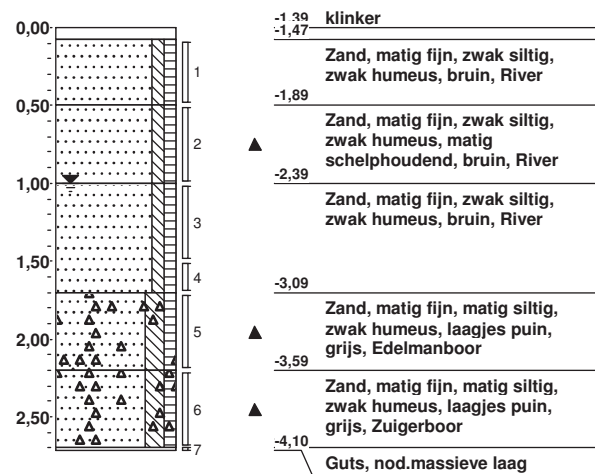 0,00
0,50
1,00
1,50
2,00
2,50
1
2
3
4
5
6
7
-1,39 klinker
-1,47
Zand, matig fijn, zwak siltig,
zwak humeus, bruin, River
-1,89
Zand, matig fijn, zwak siltig,
zwak humeus, matig
schelphoudend, bruin, River
-2,39
Zand, matig fijn, zwak siltig,
zwak humeus, bruin, River
-3,09
Zand, matig fijn, matig siltig,
zwak humeus, laagjes puin,
grijs, Edelmanboor
-3,59
Zand, matig fijn, matig siltig,
zwak humeus, laagjes puin,
grijs, Zuigerboor
-4,10
Guts, nod.massieve laag